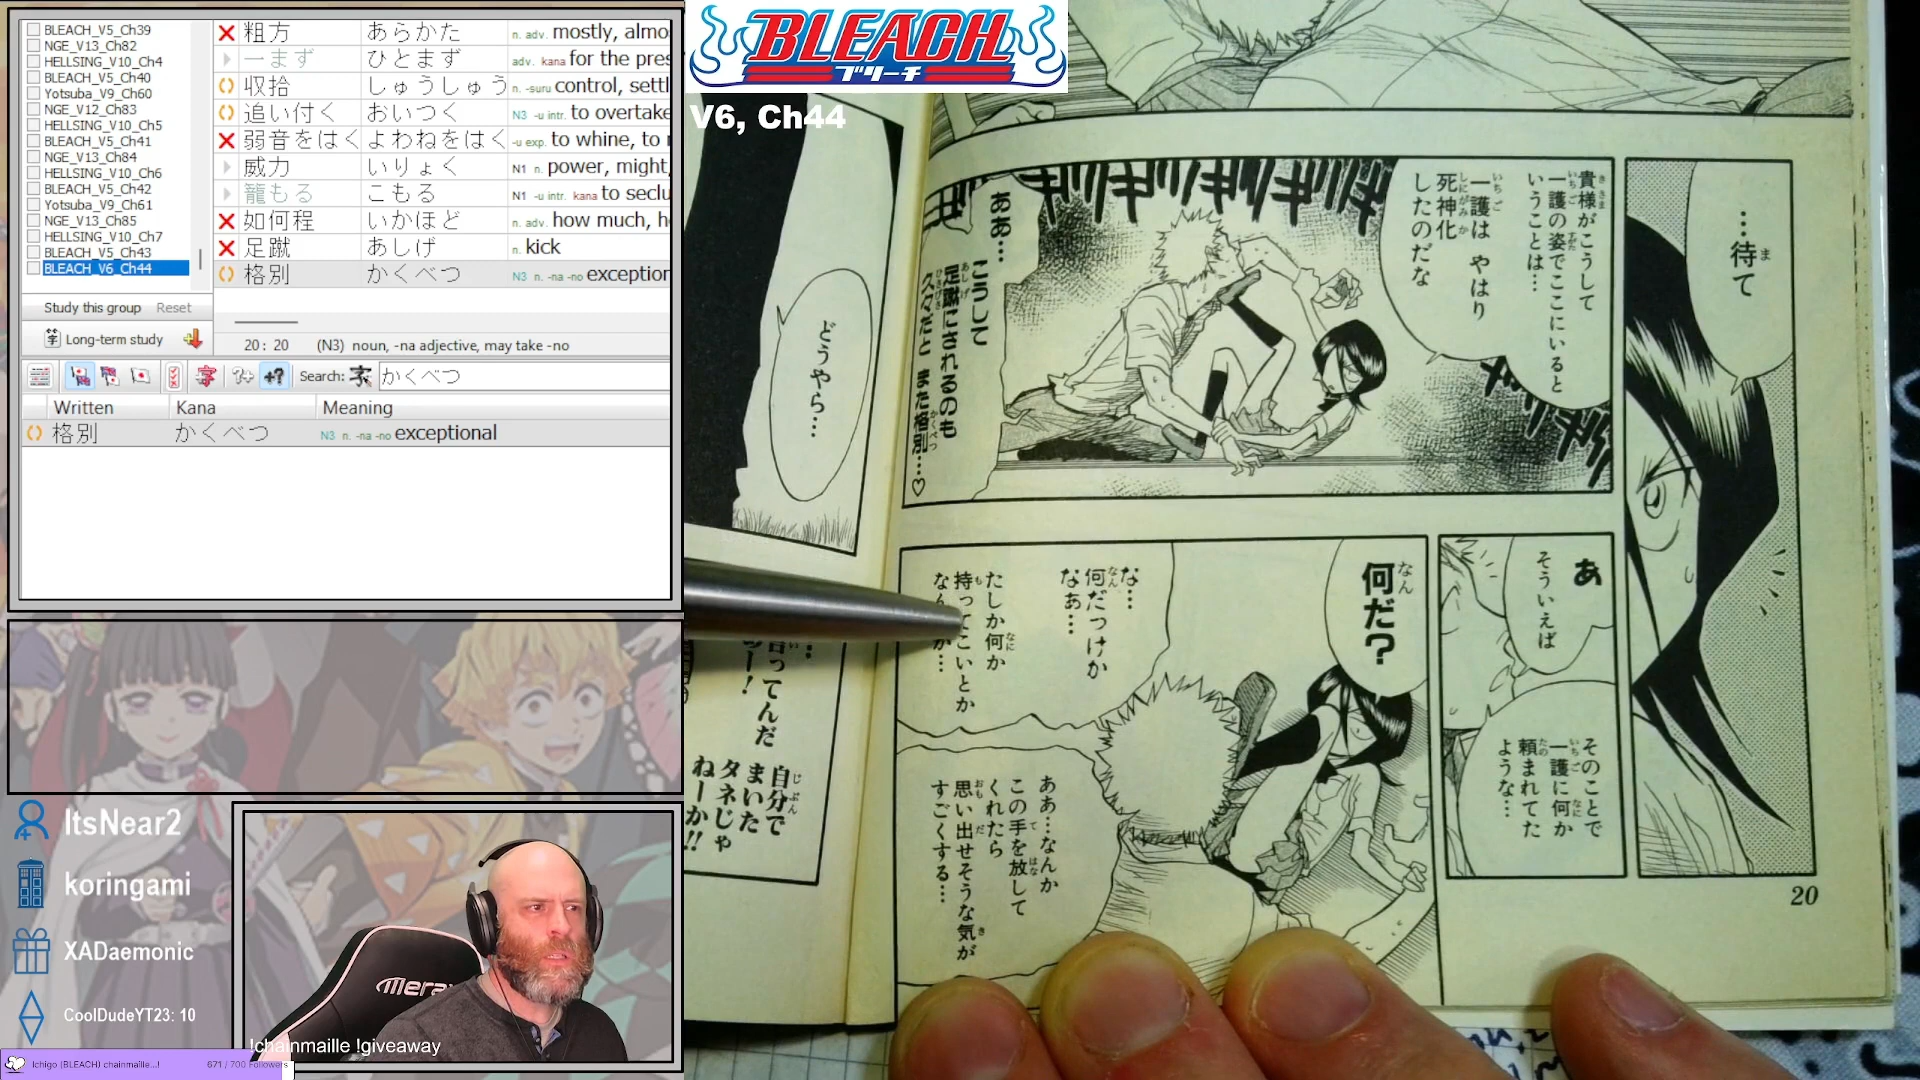 BLEACH_V5_Ch39
NGE_V13_Ch82
HELLSING_V10_Ch4
BLEACH_V5_Ch40
Yotsuba_V9_Ch60
NGE_V12_Ch83
HELLSING_V10_Ch5
BLEACH_V5_Ch41
NGE_V13_Ch84
HELLSING_V10_Ch6
BLEACH_V5_Ch42
Yotsuba_V9_Ch61
NGE_V13_Ch85
HELLSING_V10_Ch7
BLEACH_V5_Ch43
BLEACH_V6_Ch44
Study this group Reset
Long-term study
粗方 あらかた n. adv. mostly, almo
一まず ひとまず adv. kana for the pres
収拾 しゅうしゅう n. -suru control, settl
追い付く おいつく N3 -u intr. to overtake
弱音をはく よわねをはく -u exp. to whine, to
威力 いりょく N1 n. power, might,
籠もる こもる N1 -u intr. kana to seclu
如何程 いかほど n. adv. how much, h
足蹴 あしげ n. kick
格別 かくべつ N3 n. -na -no exception
20: 20 (N3) noun, -na adjective, may take -no
Search: かくべつ
Written Kana Meaning
格別 かくべつ N3 n. -na -no exceptional
BLEACH
ブリーチ
V6, Ch44
…待て
貴様がこうして
一護の姿でここにいると
いうことは…
一護は やはり
死神化
したのだな
ああ…
こうして
足蹴にされるのも
久々だと また格別…♡
あ
そういえば
そのことで
一護に何か
頼まれてた
ような…
何だ?
な…
何だっけか
なあ…
たしか何か
持ってこいとか
ああ…なんか
この手を放して
くれたら
思い出せそうな気が
すごくする…
20
どうやら…
自分で
まいた
タネじゃ
ねーか!!
ItsNear2
koringami
XADaemonic
CoolDudeYT23: 10
!chainmaille !giveaway
Ichigo (BLEACH) chainmaille...! 671 / 700 Followers